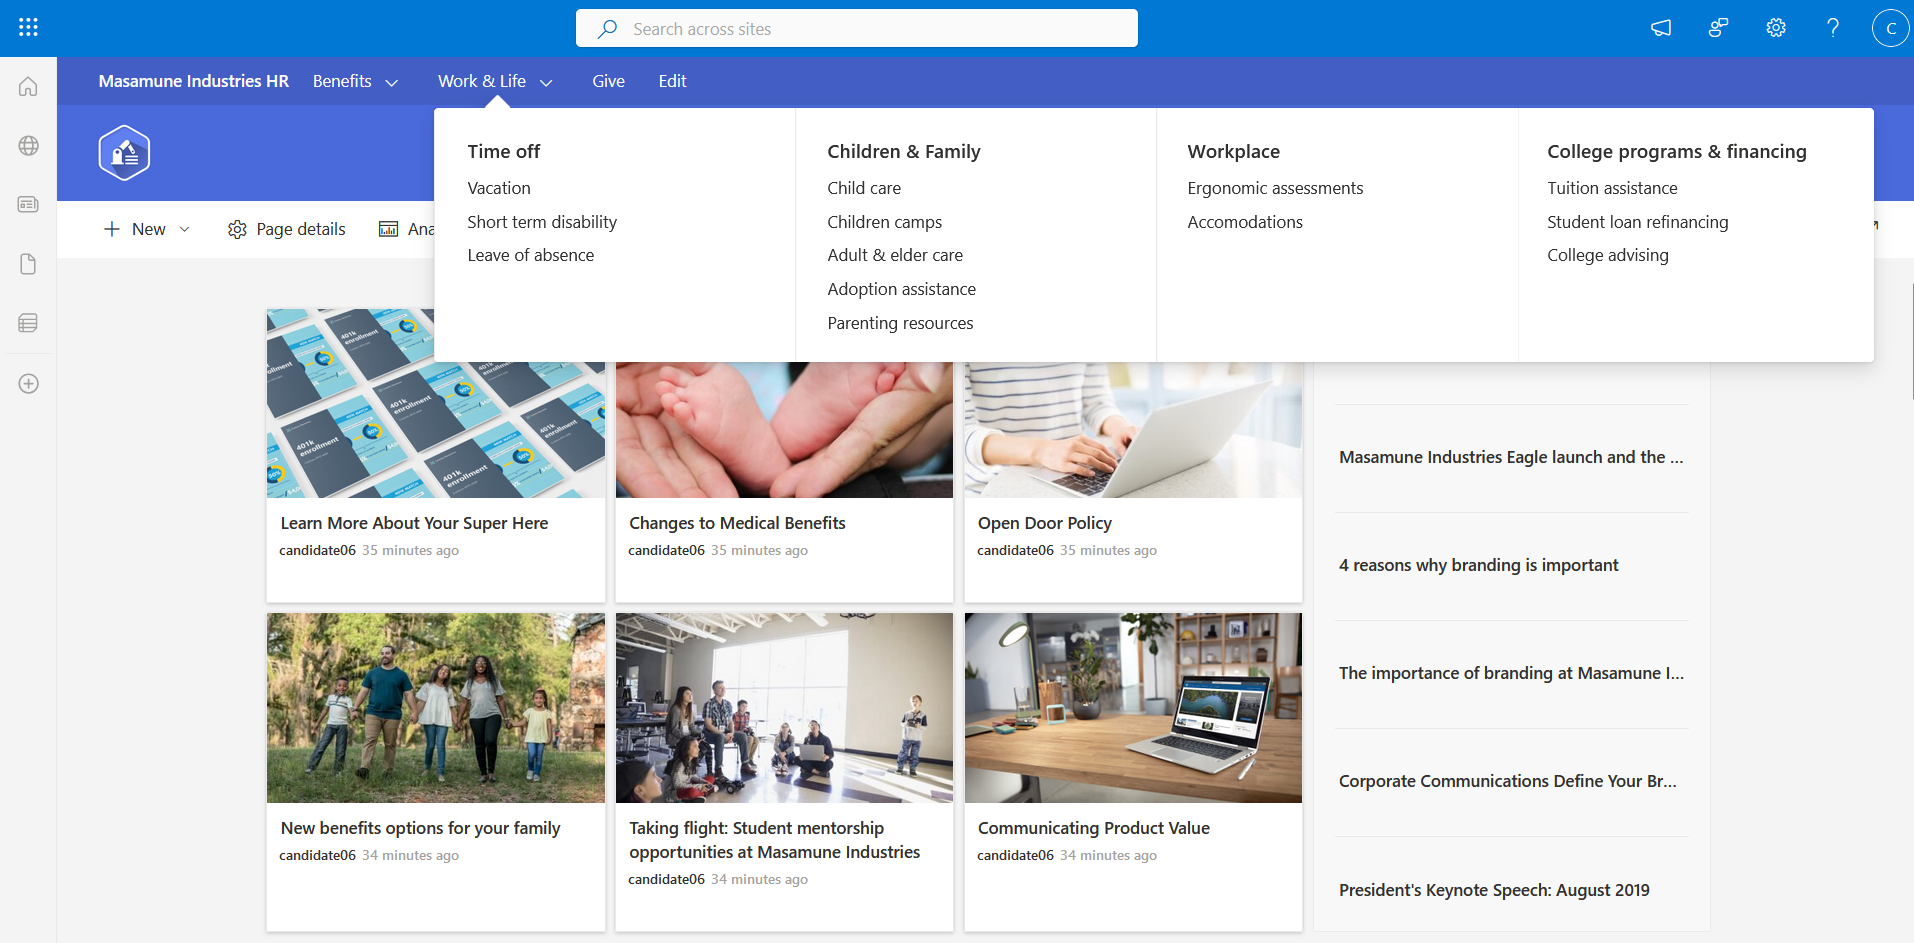 Search across sites
C
Masamune Industries HR
Benefits
Work & Life
Give
Edit
Time off
Vacation
Short term disability
Leave of absence
Children & Family
Child care
Children camps
Adult & elder care
Adoption assistance
Parenting resources
Workplace
Ergonomic assessments
Accomodations
College programs & financing
Tuition assistance
Student loan refinancing
College advising
New
Page details
Ana
401k
enrollment
401k
enrollment
401k
enrollment
401k
enrollment
Learn More About Your Super Here
candidate06 35 minutes ago
Changes to Medical Benefits
candidate06 35 minutes ago
Open Door Policy
candidate06 35 minutes ago
New benefits options for your family
candidate06 34 minutes ago
Taking flight: Student mentorship
opportunities at Masamune Industries
candidate06 34 minutes ago
Communicating Product Value
candidate06 34 minutes ago
Masamune Industries Eagle launch and the ...
4 reasons why branding is important
The importance of branding at Masamune I...
Corporate Communications Define Your Br...
President's Keynote Speech: August 2019